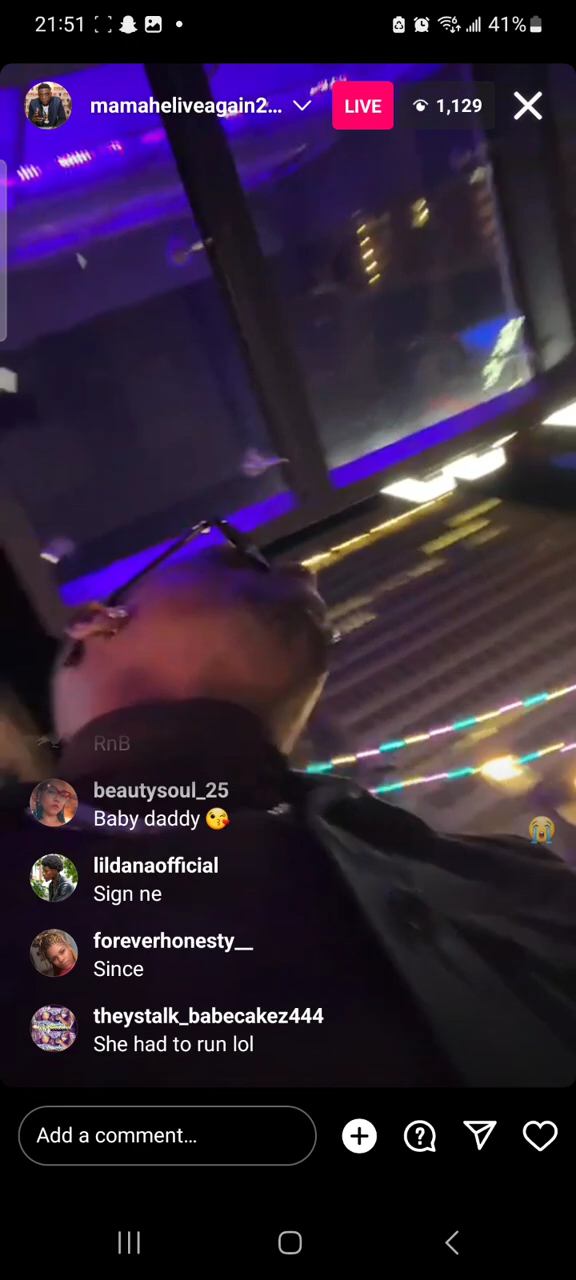 21:51
41%
mamaheliveagain2...
LIVE
1,129
RnB
beautysoul_25
Baby daddy 😘
lildanaofficial
Sign ne
foreverhonesty__
Since
theystalk_babecakez444
She had to run lol
Add a comment...